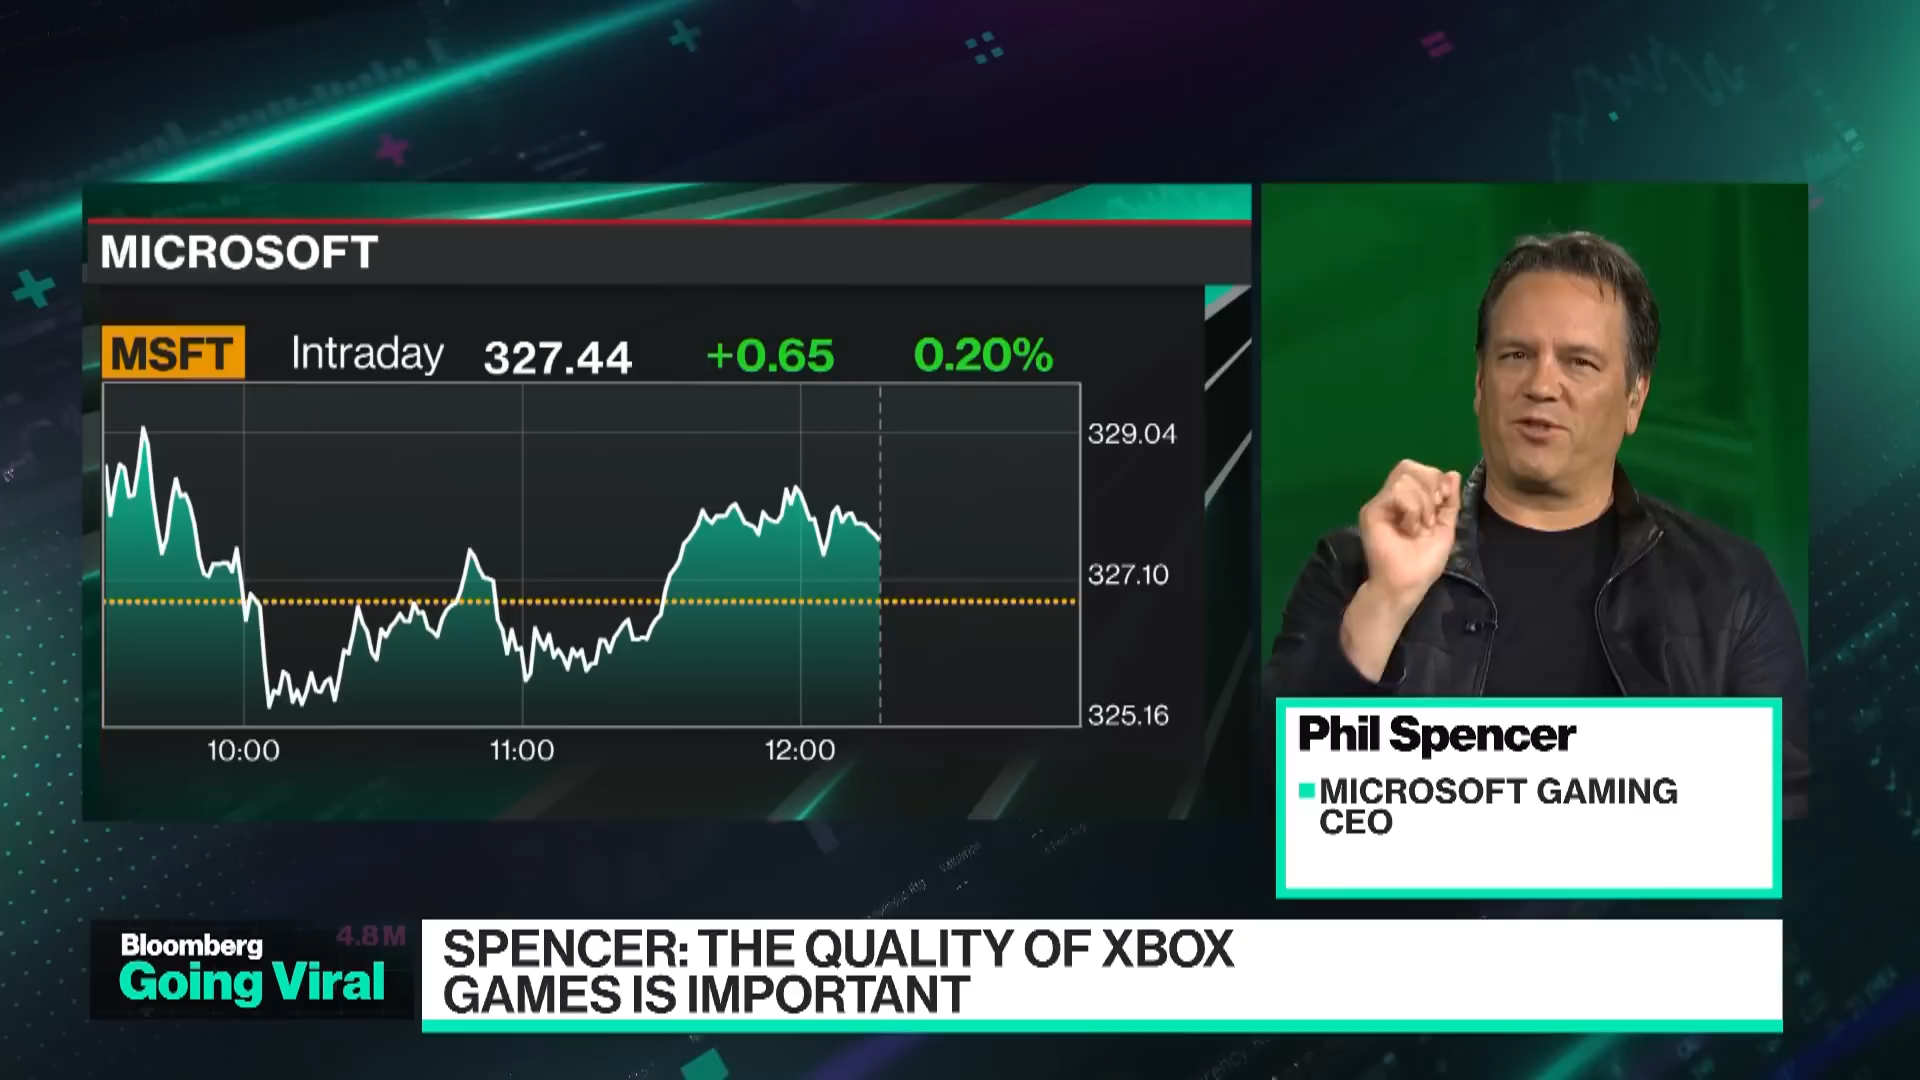 MICROSOFT
MSFT Intraday 327.44 +0.65 0.20%
329.04
327.10
325.16
10:00 11:00 12:00
Phil Spencer
MICROSOFT GAMING
CEO
Bloomberg
4.8M
Going Viral
SPENCER: THE QUALITY OF XBOX
GAMES IS IMPORTANT